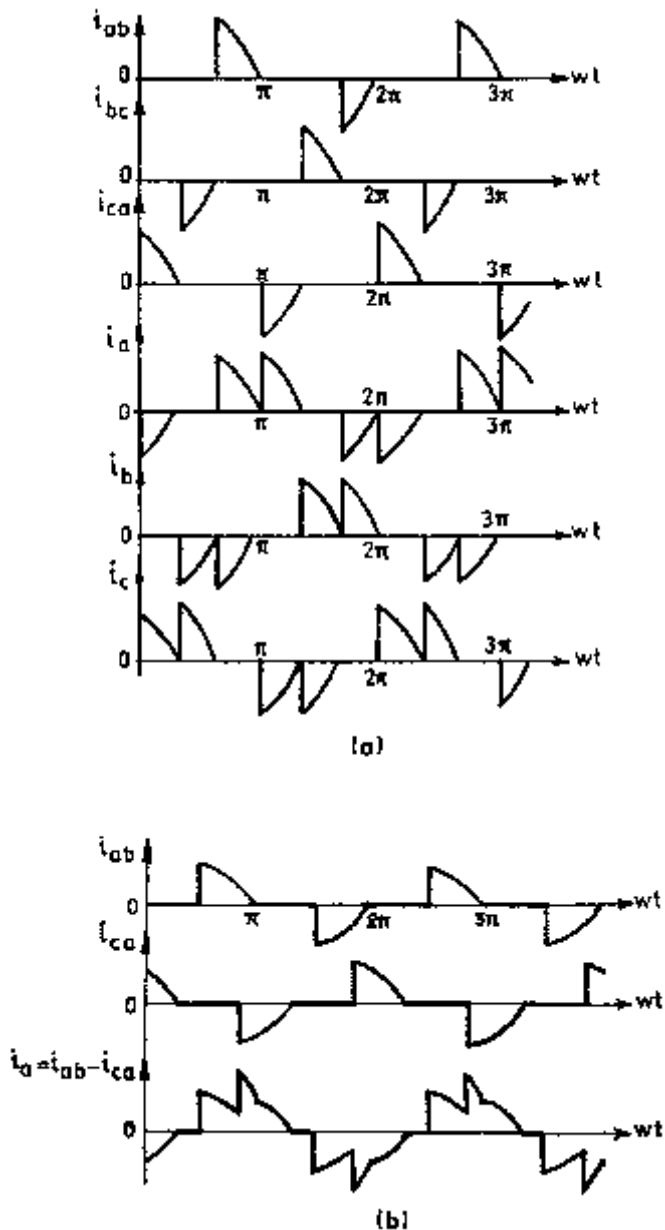 i_ab
0 π 2π 3π wt
i_bc
0 π 2π 3π wt
i_ca
0 π 2π 3π wt
i_a
0 π 2π 3π wt
i_b
0 π 2π 3π wt
i_c
0 π 2π 3π wt
(a)
i_ab
0 π 2π 3π wt
i_ca
0 wt
i_a=i_ab-i_ca
0 wt
(b)